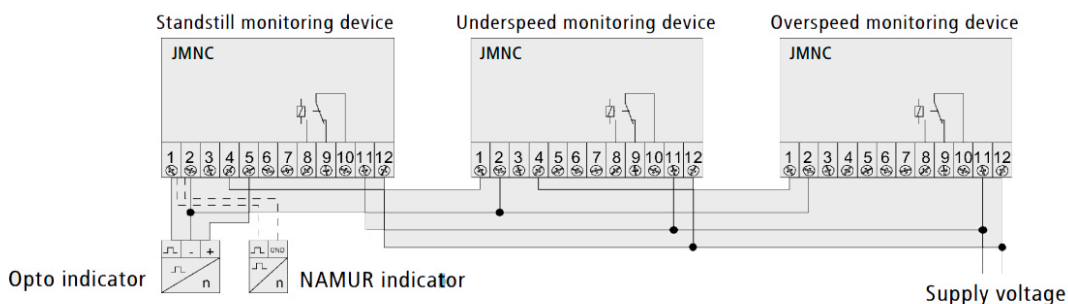 Standstill monitoring device Underspeed monitoring device Overspeed monitoring device
JMNC JMNC JMNC
1 2 3 4 5 6 7 8 9 10 11 12 1 2 3 4 5 6 7 8 9 10 11 12 1 2 3 4 5 6 7 8 9 10 11 12
- + GND
Opto indicator n n NAMUR indicator
Supply voltage